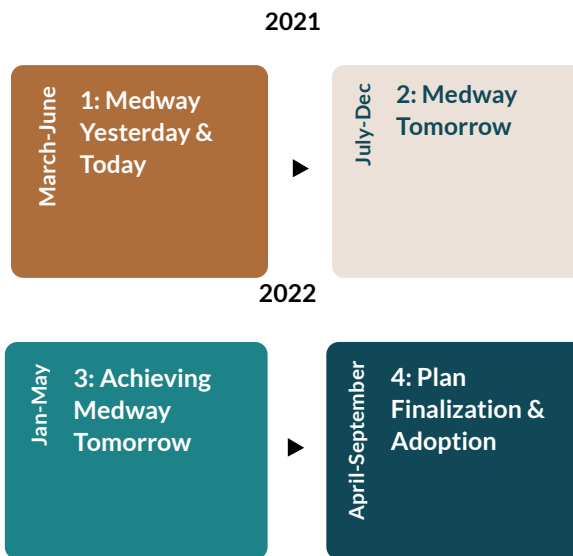 2021
March-June
1: Medway
Yesterday &
Today
July-Dec
2: Medway
Tomorrow
2022
Jan-May
3: Achieving
Medway
Tomorrow
April-September
4: Plan
Finalization &
Adoption